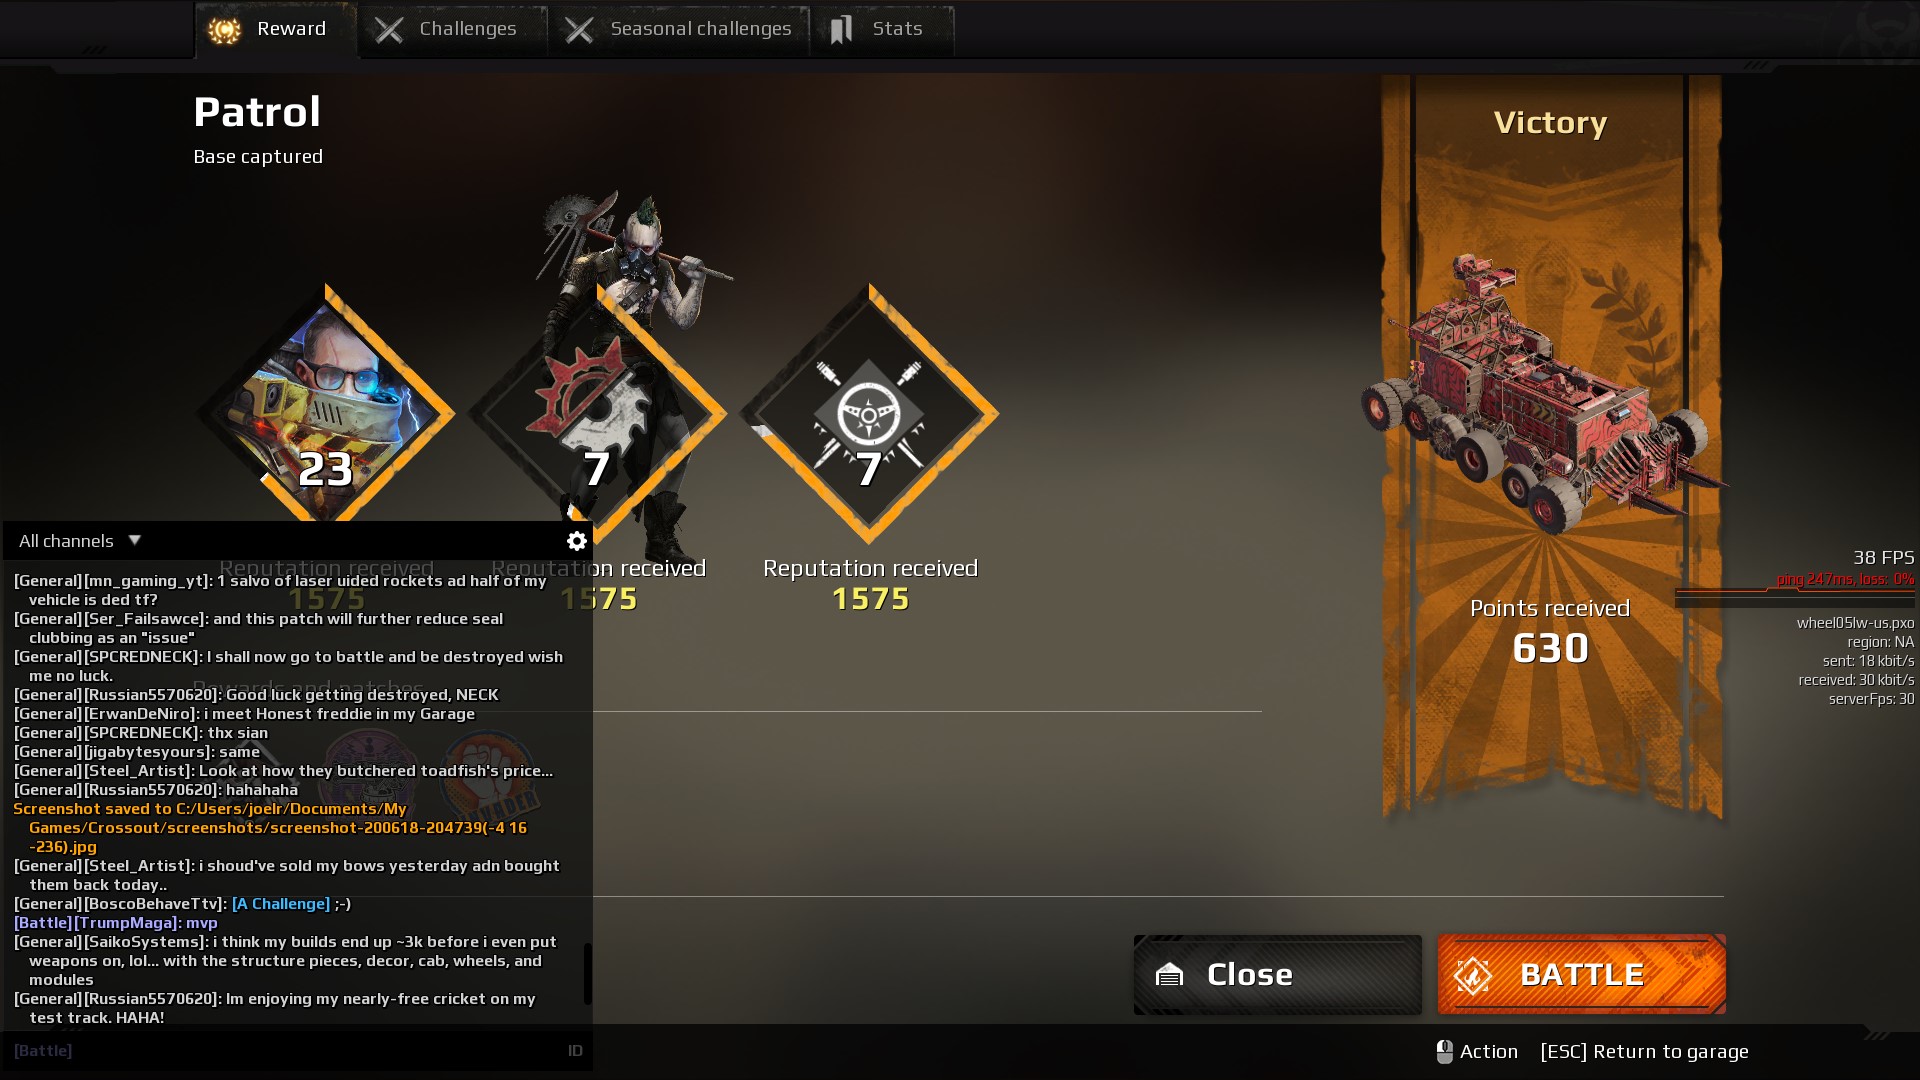 Reward
Challenges
Seasonal challenges
Stats
Patrol
Base captured
Victory
23
7
7
Reputation received
1575
Reputation received
1575
Reputation received
1575
Points received
630
38 FPS
ping 247ms, loss: 0%
wheel05lw-us.pxo
region: NA
sent: 18 kbit/s
received: 30 kbit/s
serverFps: 30
Rewards and patches
All channels
[General][mn_gaming_yt]: 1 salvo of laser uided rockets ad half of my
vehicle is ded tf?
[General][Ser_Failsawce]: and this patch will further reduce seal
clubbing as an "issue"
[General][SPCREDNECK]: I shall now go to battle and be destroyed wish
me no luck.
[General][Russian5570620]: Good luck getting destroyed, NECK
[General][ErwanDeNiro]: i meet Honest freddie in my Garage
[General][SPCREDNECK]: thx sian
[General][jigabytesyours]: same
[General][Steel_Artist]: Look at how they butchered toadfish's price...
[General][Russian5570620]: hahahaha
Screenshot saved to C:/Users/joelr/Documents/My
Games/Crossout/screenshots/screenshot-200618-204739(-4 16
-236).jpg
[General][Steel_Artist]: i shoud've sold my bows yesterday adn bought
them back today..
[General][BoscoBehaveTtv]: [A Challenge] ;-)
[Battle][TrumpMaga]: mvp
[General][SaikoSystems]: i think my builds end up ~3k before i even put
weapons on, lol... with the structure pieces, decor, cab, wheels, and
modules
[General][Russian5570620]: Im enjoying my nearly-free cricket on my
test track. HAHA!
[Battle]
ID
Close
BATTLE
Action
[ESC] Return to garage